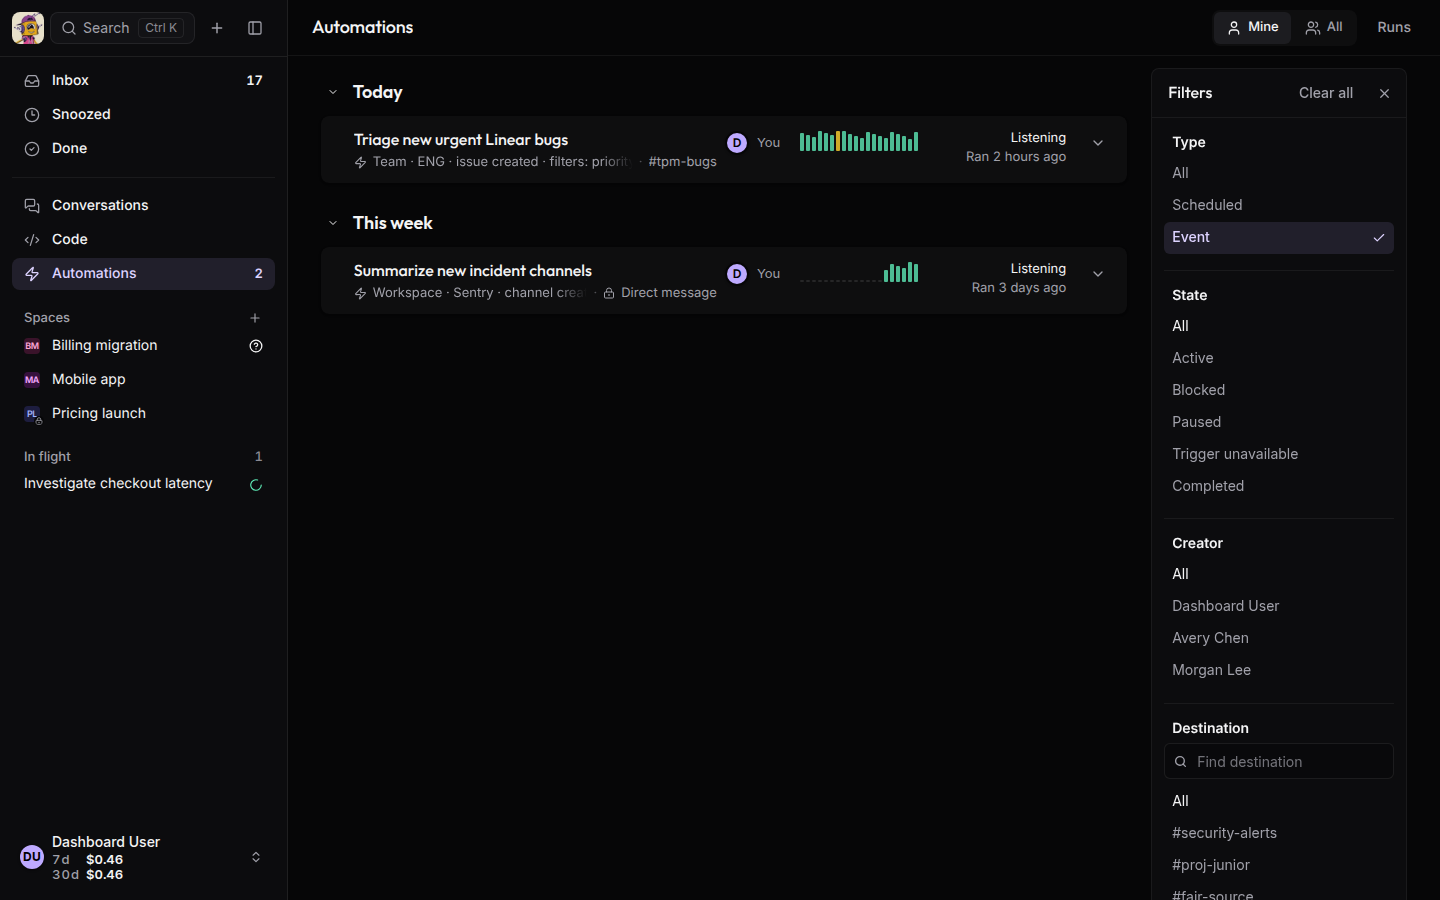 Search Ctrl K
Inbox 17
Snoozed
Done
Conversations
Code
Automations 2
Spaces
BM Billing migration
MA Mobile app
PL Pricing launch
In flight 1
Investigate checkout latency
DU Dashboard User
7d $0.46
30d $0.46
Automations
Mine All Runs
Today
Triage new urgent Linear bugs
Team · ENG · issue created · filters: priorit · #tpm-bugs
D You
Listening
Ran 2 hours ago
This week
Summarize new incident channels
Workspace · Sentry · channel crea · Direct message
D You
Listening
Ran 3 days ago
Filters Clear all
Type
All
Scheduled
Event
State
All
Active
Blocked
Paused
Trigger unavailable
Completed
Creator
All
Dashboard User
Avery Chen
Morgan Lee
Destination
Find destination
All
#security-alerts
#proj-junior
#fair-source